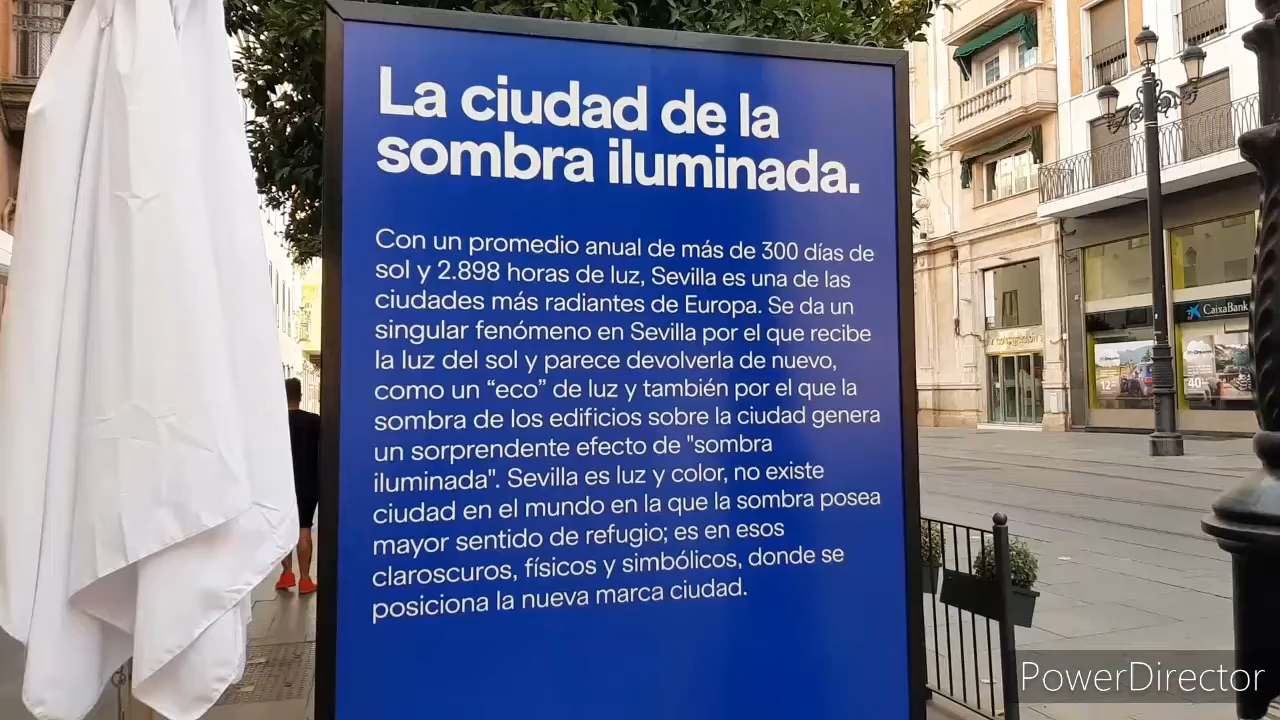 La ciudad de la
sombra iluminada.
Con un promedio anual de más de 300 días de
sol y 2.898 horas de luz, Sevilla es una de las
ciudades más radiantes de Europa. Se da un
singular fenómeno en Sevilla por el que recibe
la luz del sol y parece devolverla de nuevo,
como un “eco” de luz y también por el que la
sombra de los edificios sobre la ciudad genera
un sorprendente efecto de "sombra
iluminada". Sevilla es luz y color, no existe
ciudad en el mundo en la que la sombra posea
mayor sentido de refugio; es en esos
claroscuros, físicos y simbólicos, donde se
posiciona la nueva marca ciudad.
CaixaBank
12
40
PowerDirector